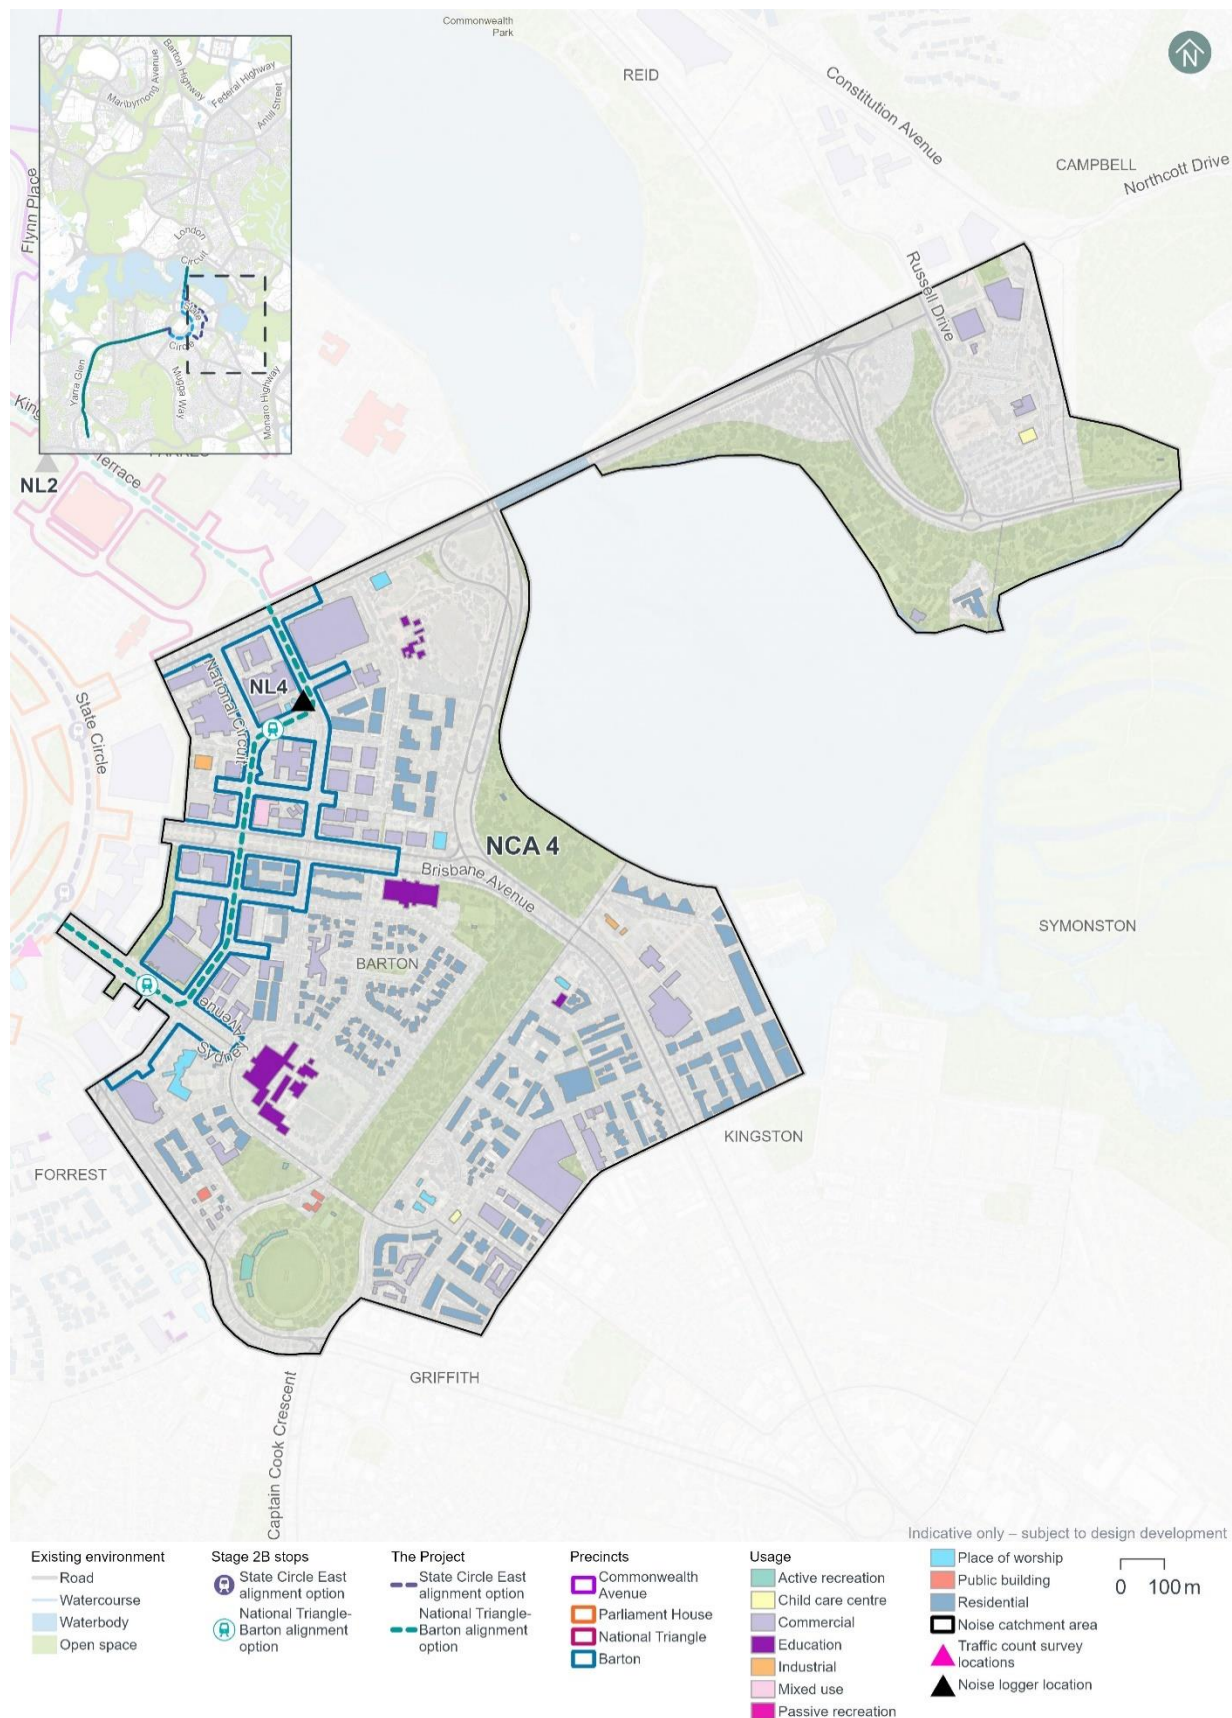 Commonwealth
Park
REID
Constitution Avenue
CAMPBELL
Northcott Drive
N
Flynn Place
Barton Highway
Federal Highway
Maribyrnong Avenue
Antill Street
London
Circuit
State
Circle
Yarra Glen
Mugga Way
Monaro Highway
Russell Drive
Terrace
NL2
National Circuit
NL4
State Circle
NCA 4
Brisbane Avenue
BARTON
SYMONSTON
Sydney
Avenue
KINGSTON
FORREST
GRIFFITH
Captain Cook Crescent
Indicative only – subject to design development
Existing environment
Road
Watercourse
Waterbody
Open space
Stage 2B stops
State Circle East
alignment option
National Triangle-
Barton alignment
option
The Project
State Circle East
alignment option
National Triangle-
Barton alignment
option
Precincts
Commonwealth
Avenue
Parliament House
National Triangle
Barton
Usage
Active recreation
Child care centre
Commercial
Education
Industrial
Mixed use
Passive recreation
Place of worship
Public building
Residential
Noise catchment area
Traffic count survey
locations
Noise logger location
0 100 m